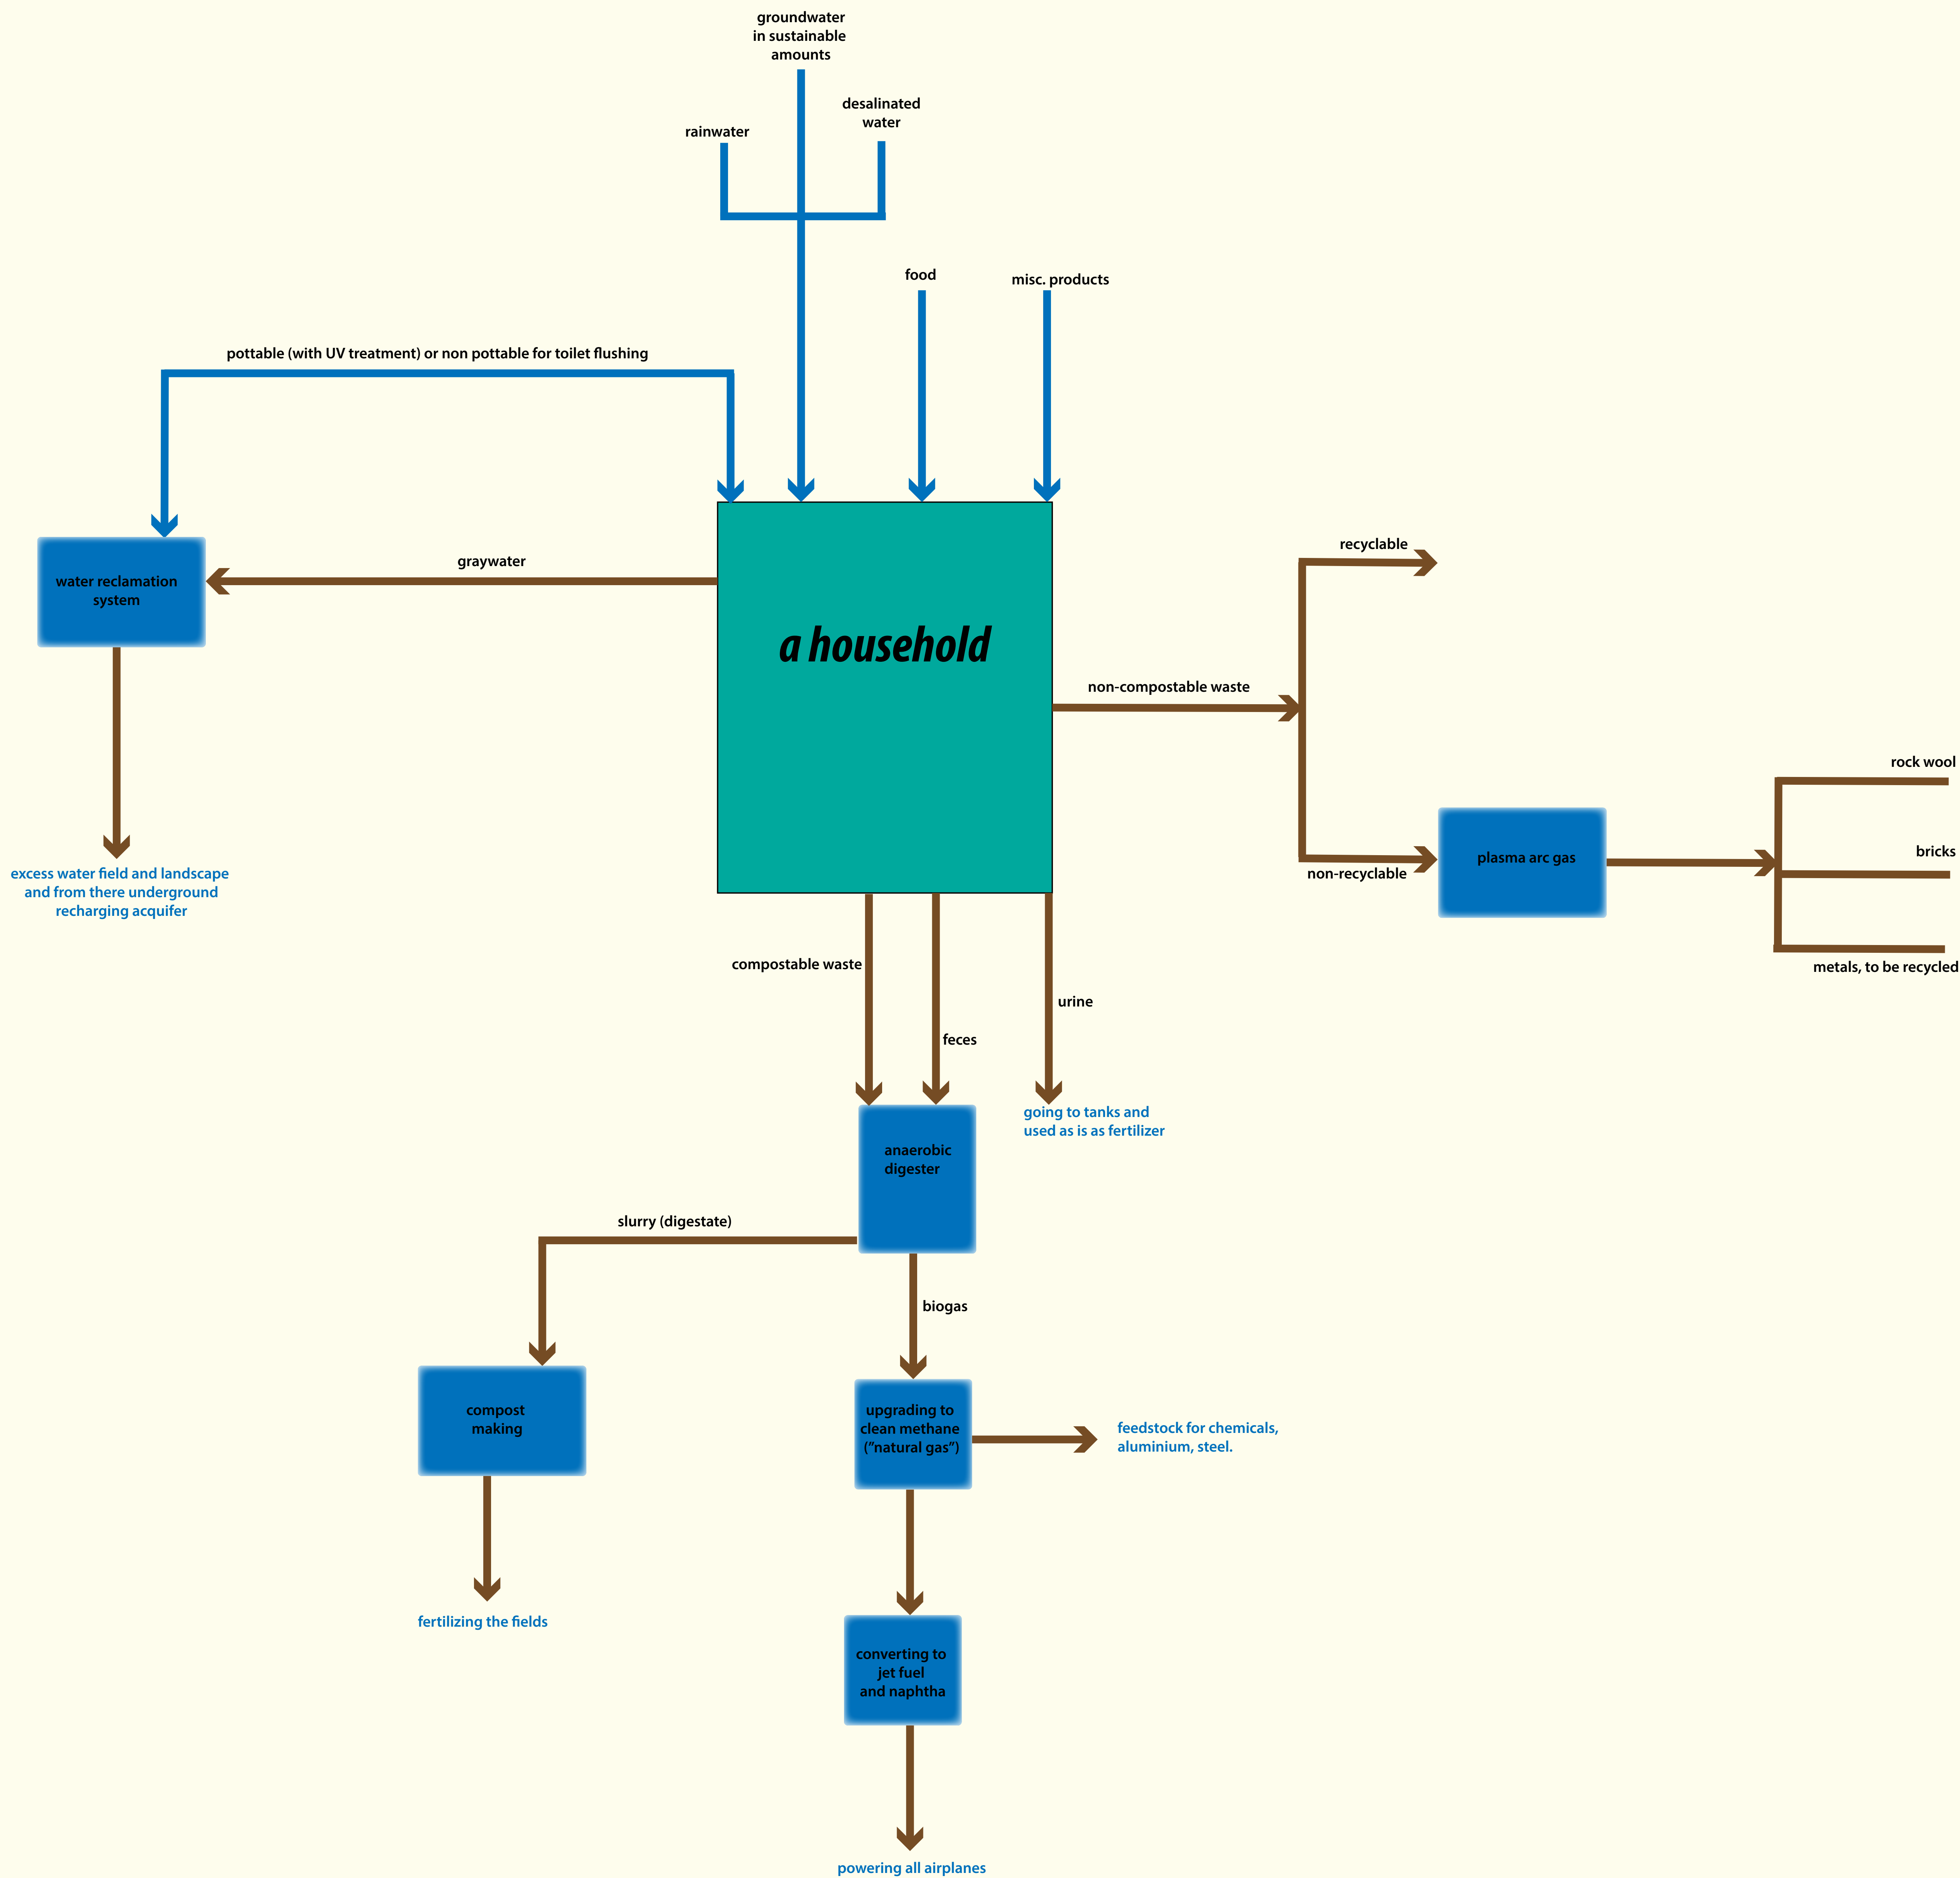 groundwater
in sustainable
amounts
desalinated
water
rainwater
food
misc. products
pottable (with UV treatment) or non pottable for toilet flushing
recyclable
graywater
water reclamation
system
a household
non-compostable waste
rock wool
bricks
plasma arc gas
non-recyclable
excess water field and landscape
and from there underground
recharging acquifer
metals, to be recycled
compostable waste
urine
feces
going to tanks and
used as is as fertilizer
anaerobic
digester
slurry (digestate)
biogas
compost
making
upgrading to
clean methane
("natural gas")
feedstock for chemicals,
aluminium, steel.
fertilizing the fields
converting to
jet fuel
and naphtha
powering all airplanes